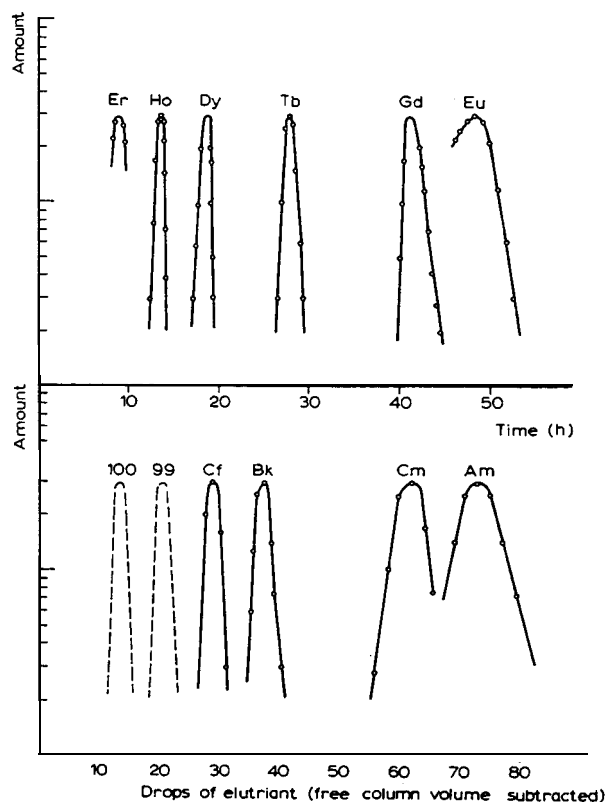 Amount
Er Ho Dy Tb Gd Eu
10 20 30 40 50
Time (h)
Amount
100 99 Cf Bk Cm Am
10 20 30 40 50 60 70 80
Drops of elutriant (free column volume subtracted)